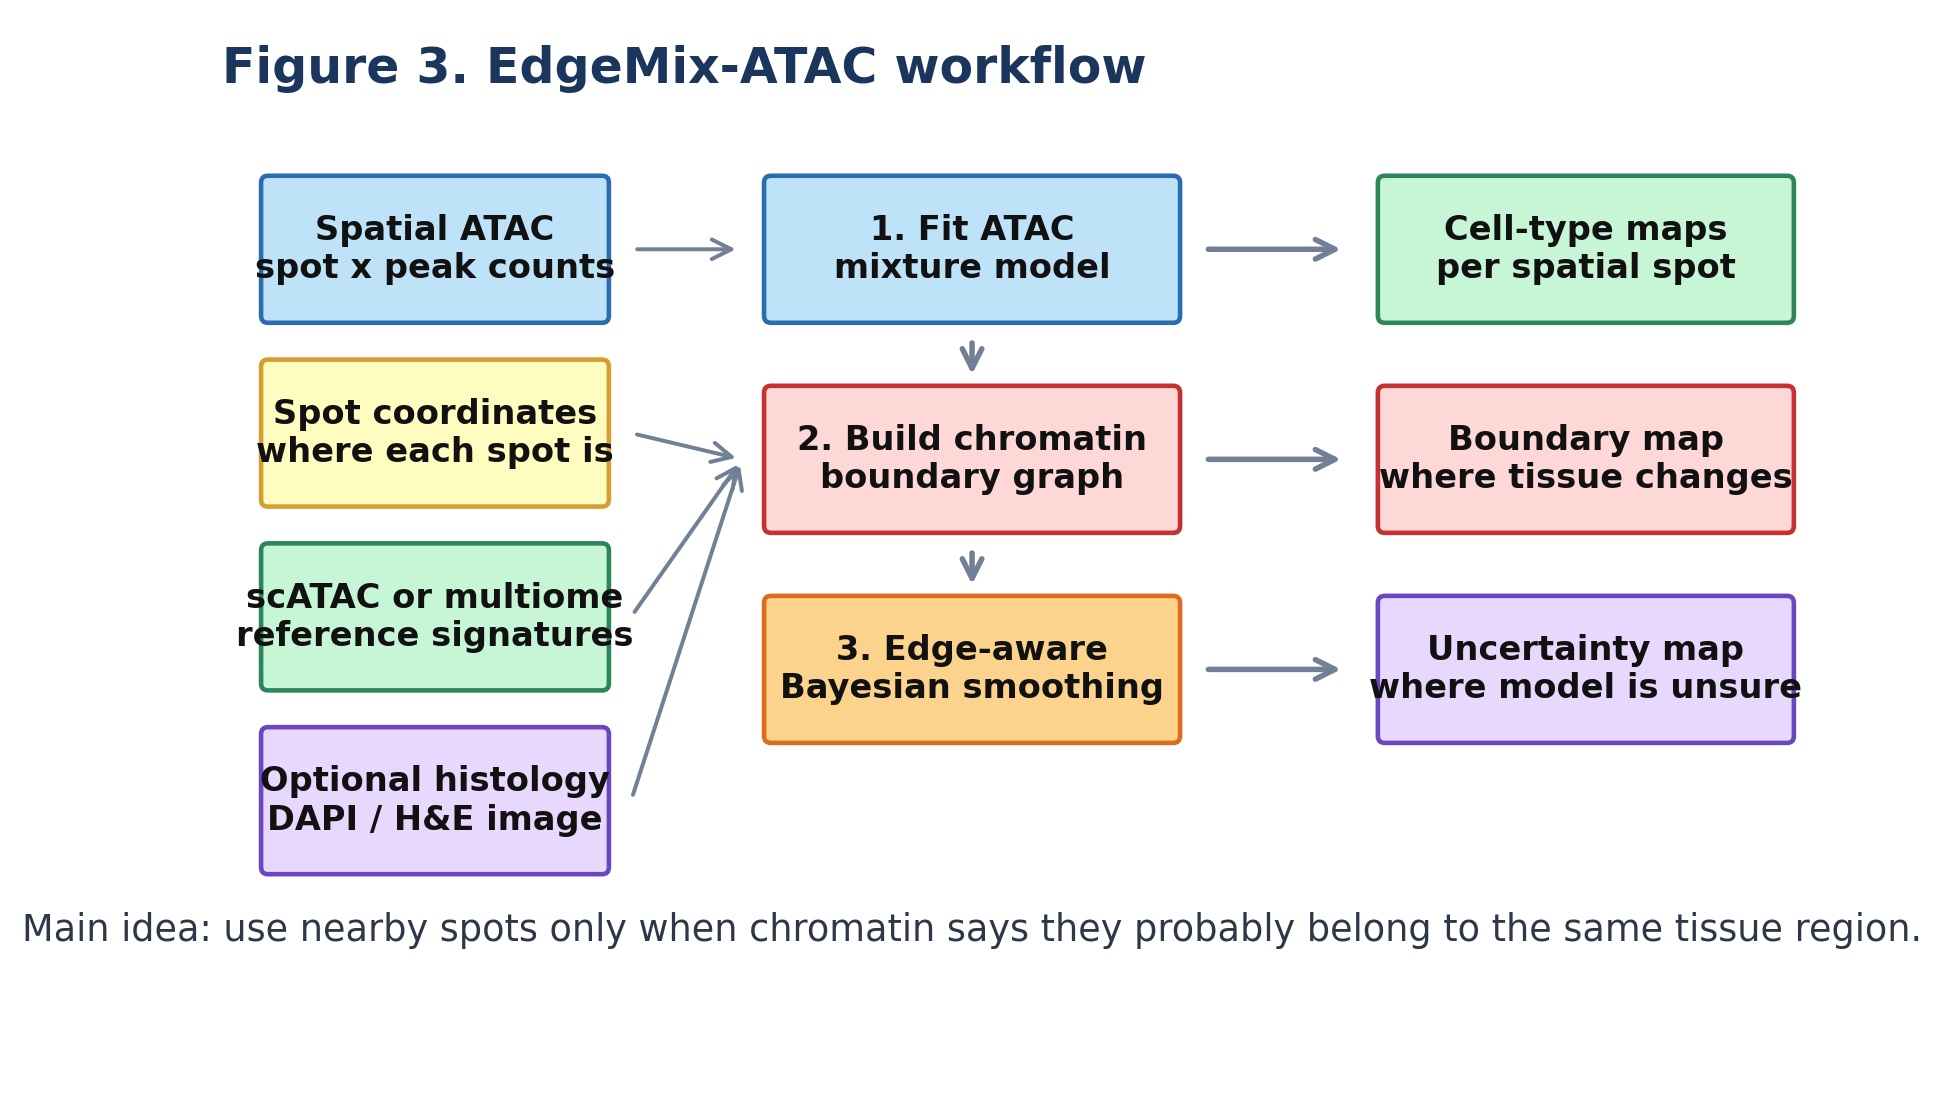 Figure 3. EdgeMix-ATAC workflow
Spatial ATAC
spot x peak counts
1. Fit ATAC
mixture model
Cell-type maps
per spatial spot
Spot coordinates
where each spot is
2. Build chromatin
boundary graph
Boundary map
where tissue changes
scATAC or multiome
reference signatures
3. Edge-aware
Bayesian smoothing
Uncertainty map
where model is unsure
Optional histology
DAPI / H&E image
Main idea: use nearby spots only when chromatin says they probably belong to the same tissue region.